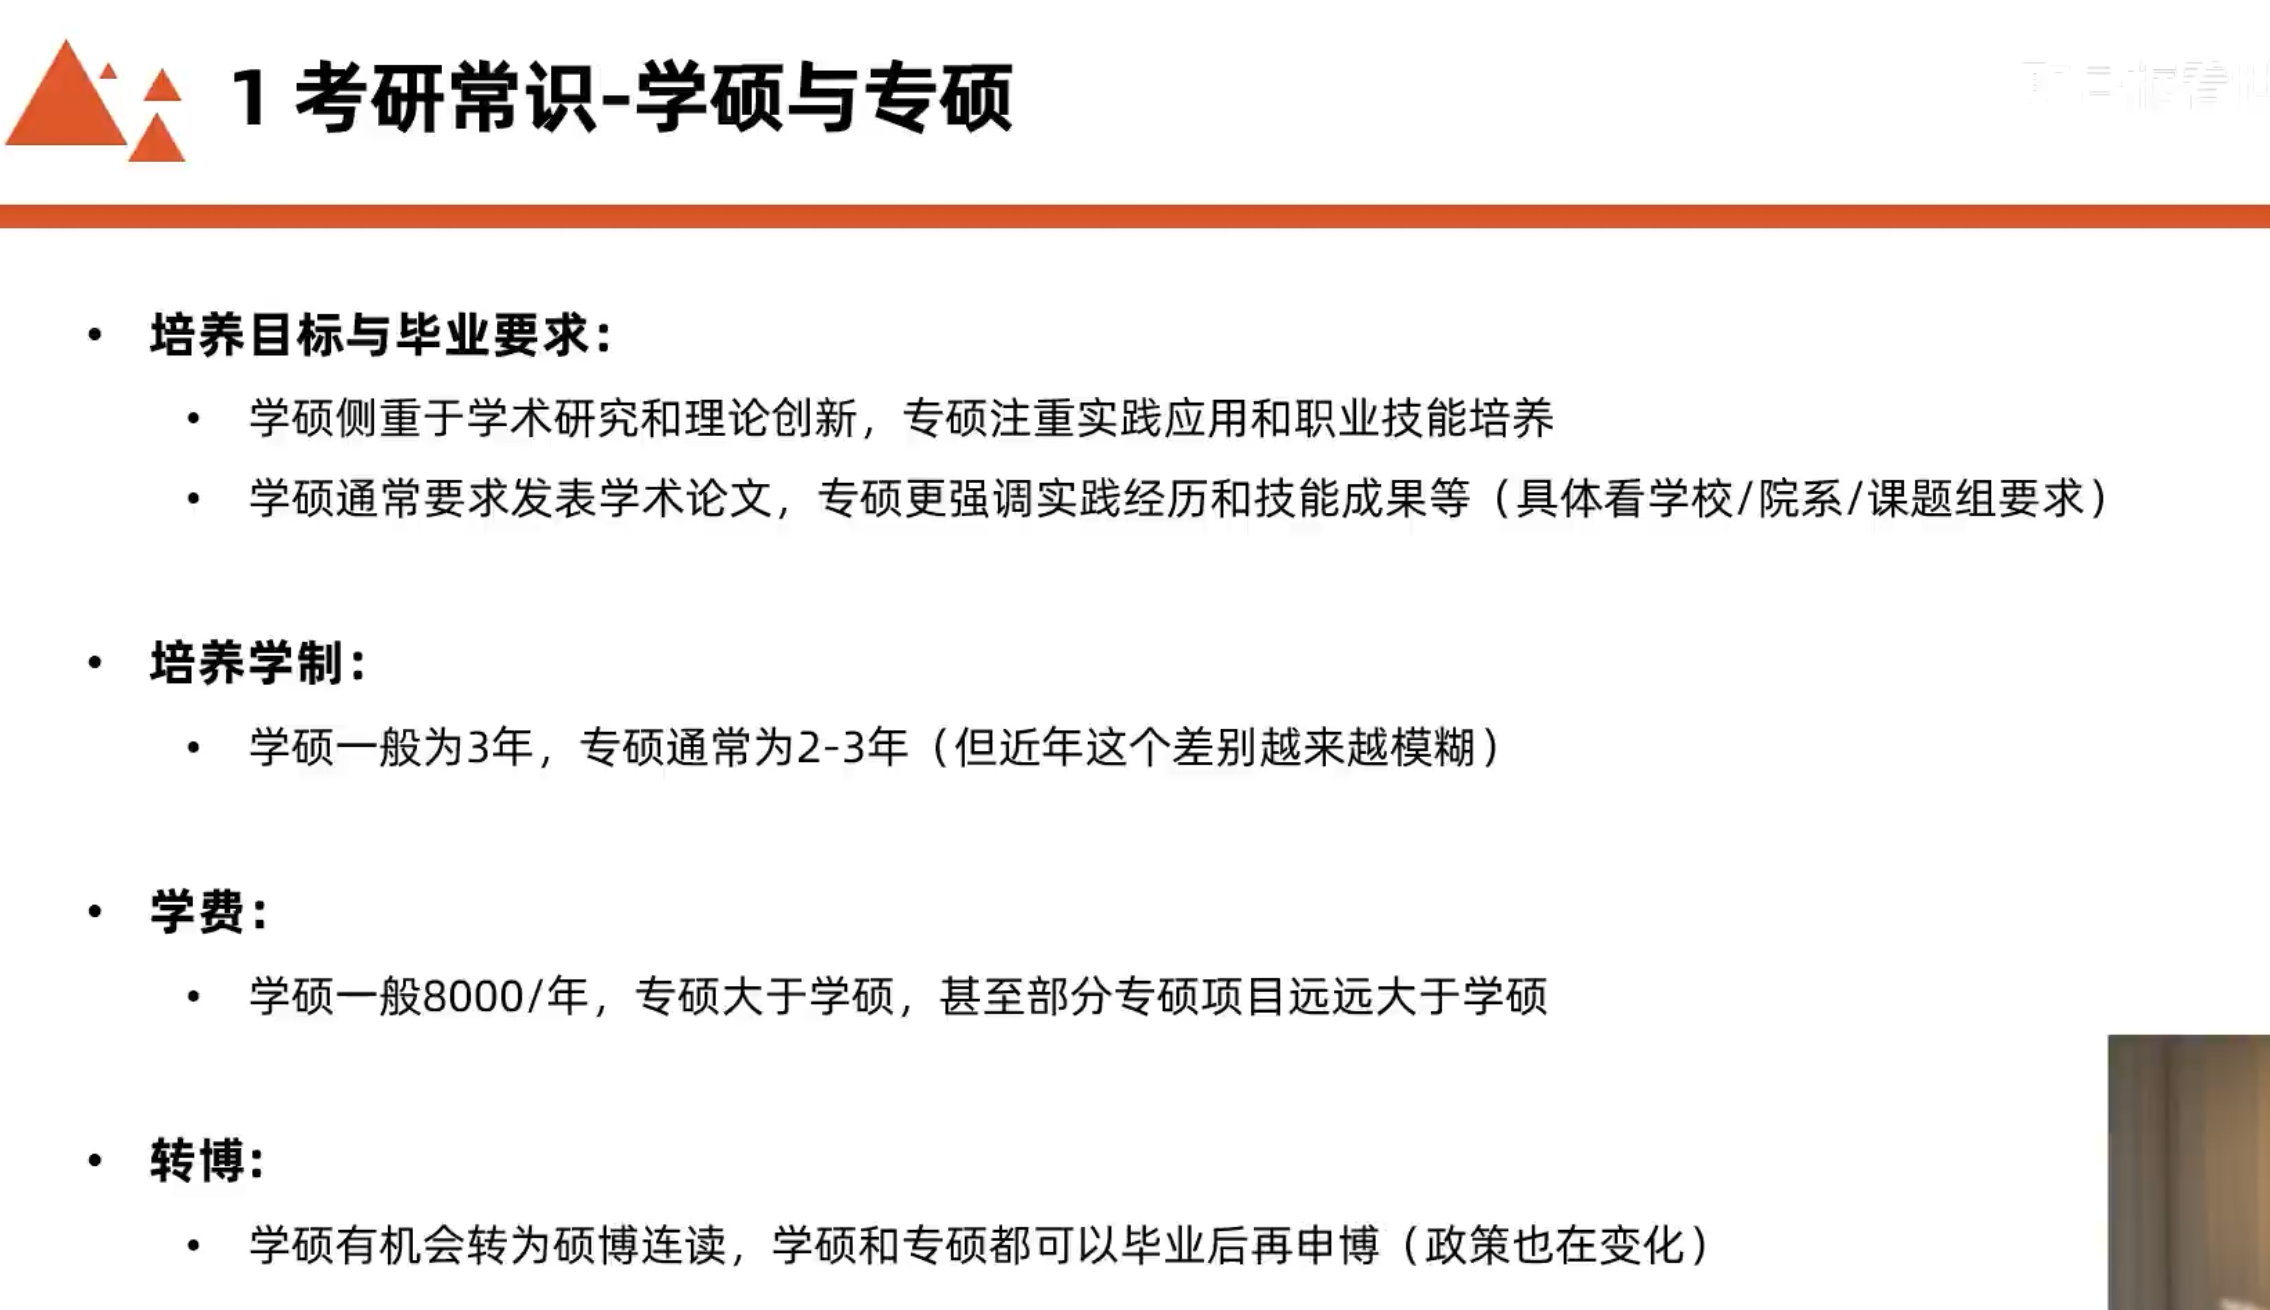 1 考研常识-学硕与专硕
• 培养目标与毕业要求：
• 学硕侧重于学术研究和理论创新，专硕注重实践应用和职业技能培养
• 学硕通常要求发表学术论文，专硕更强调实践经历和技能成果等（具体看学校/院系/课题组要求）
• 培养学制：
• 学硕一般为3年，专硕通常为2-3年（但近年这个差别越来越模糊）
• 学费：
• 学硕一般8000/年，专硕大于学硕，甚至部分专硕项目远远大于学硕
• 转博：
• 学硕有机会转为硕博连读，学硕和专硕都可以毕业后再申博（政策也在变化）